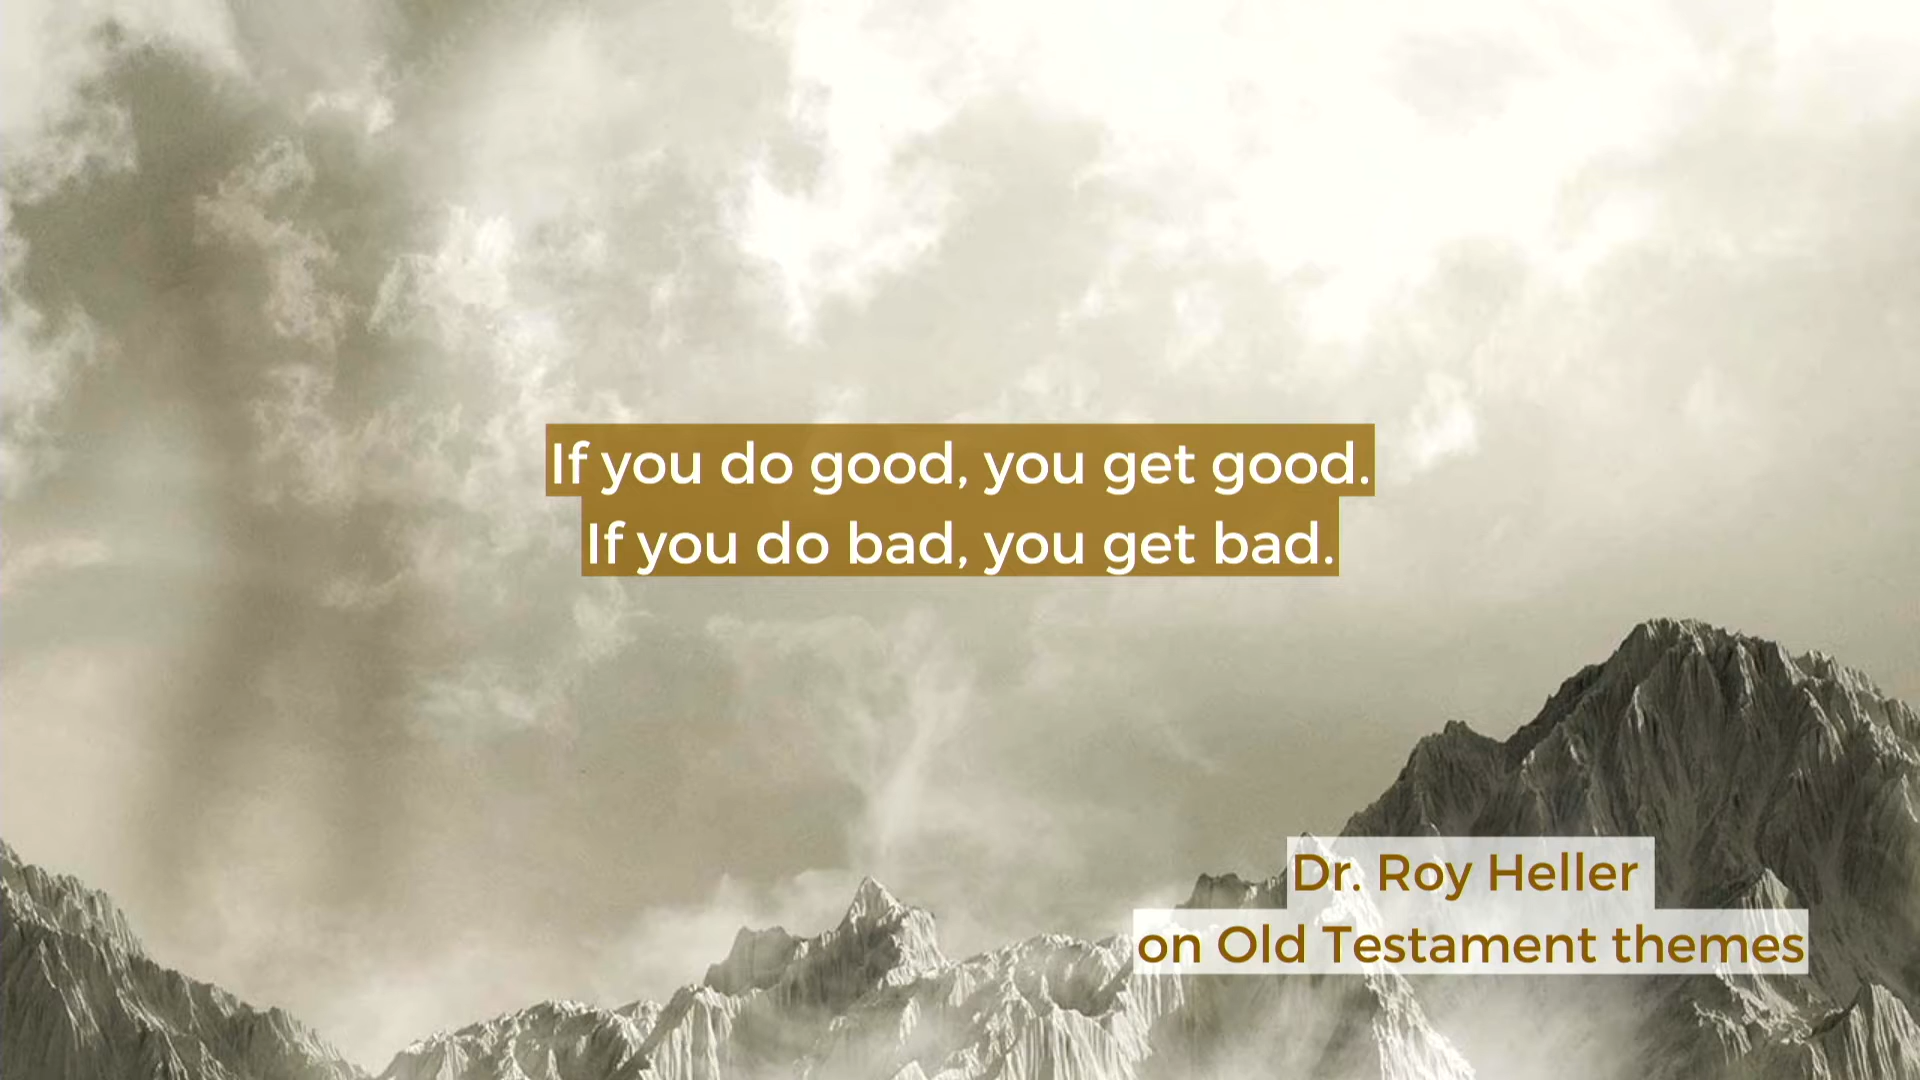 If you do good, you get good.
If you do bad, you get bad.
Dr. Roy Heller
on Old Testament themes